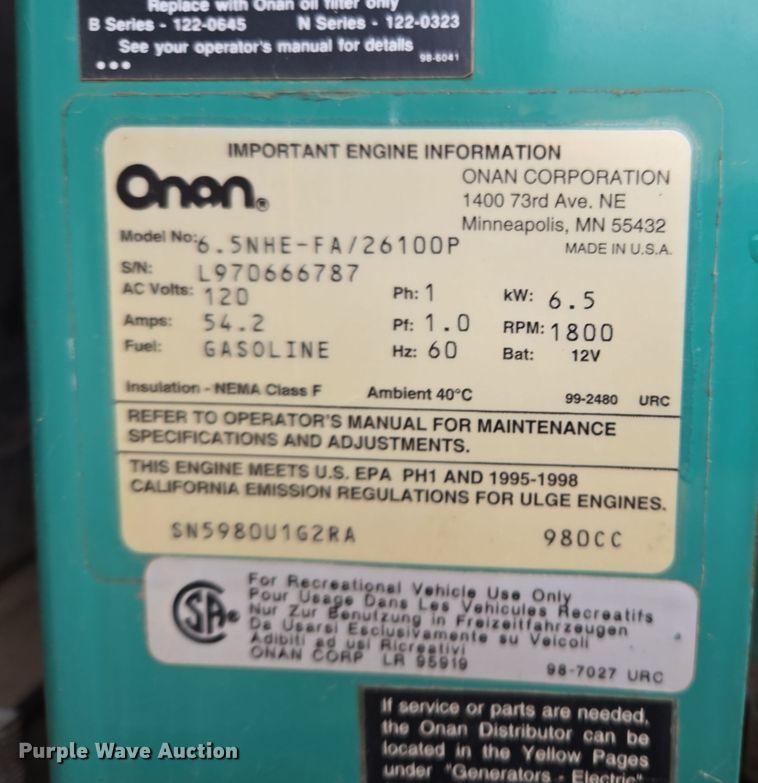 Replace with Onan oil filter only
B Series - 122-0645 N Series - 122-0323
See your operator's manual for details
98-6041
IMPORTANT ENGINE INFORMATION
Onan®
ONAN CORPORATION
1400 73rd Ave. NE
Minneapolis, MN 55432
MADE IN U.S.A.
Model No: 6.5NHE-FA/26100P
S/N: L970666787
AC Volts: 120 Ph: 1 kW: 6.5
Amps: 54.2 Pf: 1.0 RPM: 1800
Fuel: GASOLINE Hz: 60 Bat: 12V
Insulation - NEMA Class F Ambient 40°C 99-2480 URC
REFER TO OPERATOR'S MANUAL FOR MAINTENANCE
SPECIFICATIONS AND ADJUSTMENTS.
THIS ENGINE MEETS U.S. EPA PH1 AND 1995-1998
CALIFORNIA EMISSION REGULATIONS FOR ULGE ENGINES.
SN5980U1G2RA 980CC
SA®
For Recreational Vehicle Use Only
Pour Usage Dans Les Vehicules Recreatifs
Nur Zur Benutzung in Freizeitfahrzeugen
Da Usarsi Esclusivamente su Veicoli
Adibiti ad usi Ricreativi
ONAN CORP LR 95919
98-7027 URC
If service or parts are needed,
the Onan Distributor can be
located in the Yellow Pages
under "Generators - Electric"
Purple Wave Auction